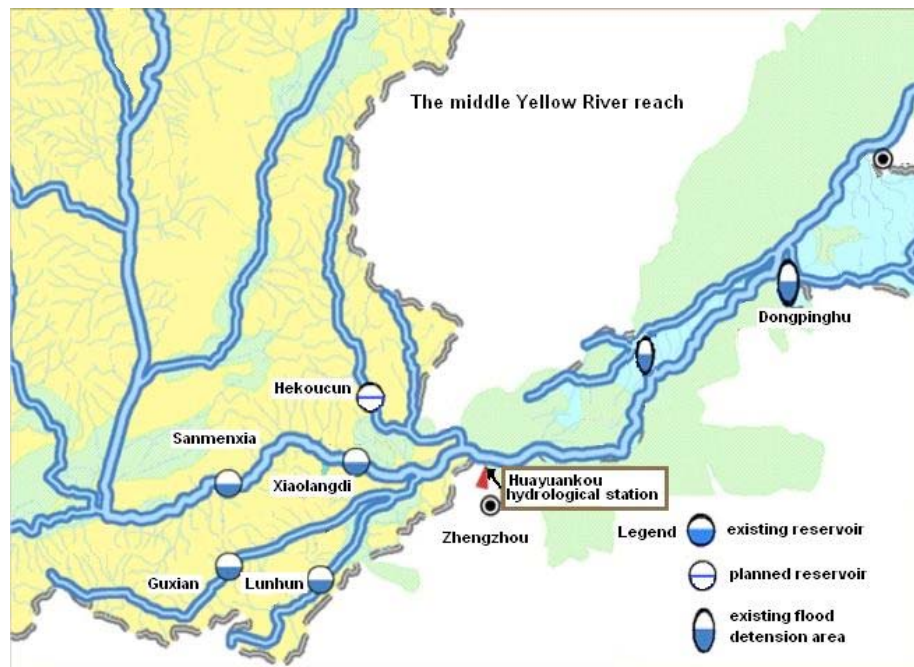 The middle Yellow River reach
Dongpinghu
Hekoucun
Sanmenxia
Xiaolangdi
Huayuankou
hydrological station
Zhengzhou
Guxian
Lunhun
Legend
existing reservoir
planned reservoir
existing flood
detension area